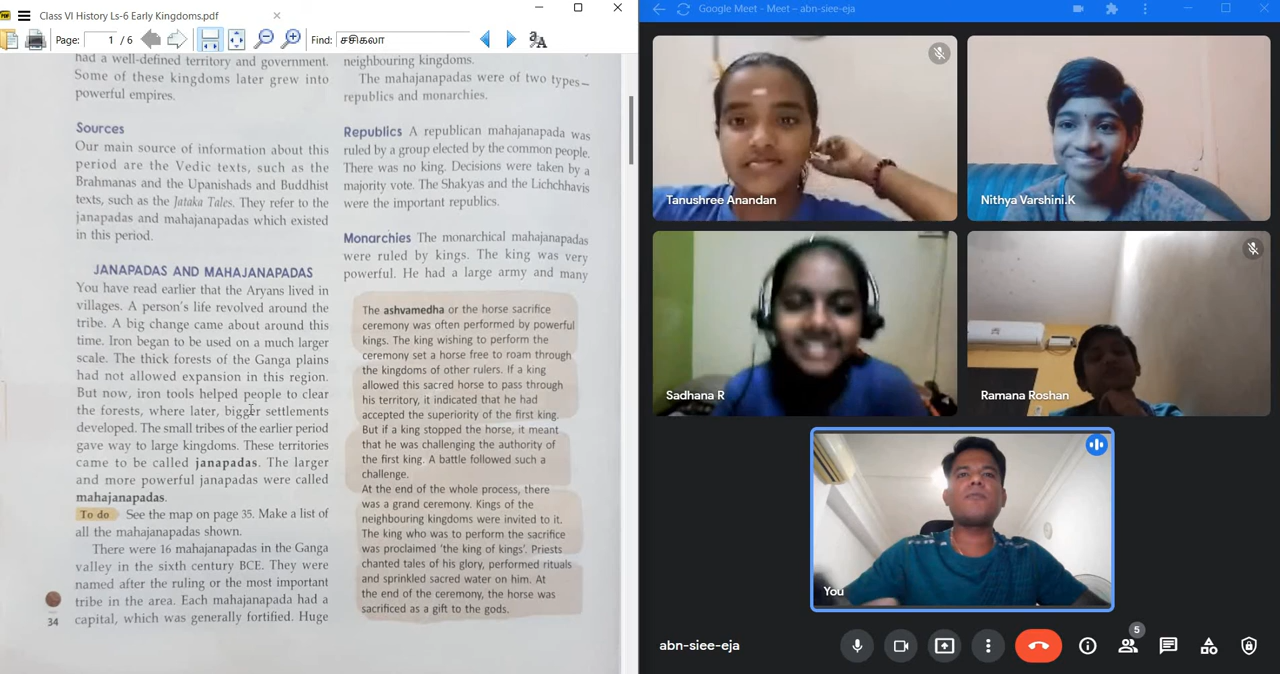 Class VI History Ls-6 Early Kingdoms.pdf
Page: 1 / 6
Find: சசிகலா
had a well-defined territory and government.
Some of these kingdoms later grew into
powerful empires.
Sources
Our main source of information about this
period are the Vedic texts, such as the
Brahmanas and the Upanishads and Buddhist
texts, such as the Jataka Tales. They refer to the
janapadas and mahajanapadas which existed
in this period.
JANAPADAS AND MAHAJANAPADAS
You have read earlier that the Aryans lived in
villages. A person's life revolved around the
tribe. A big change came about around this
time. Iron began to be used on a much larger
scale. The thick forests of the Ganga plains
had not allowed expansion in this region.
But now, iron tools helped people to clear
the forests, where later, bigger settlements
developed. The small tribes of the earlier period
gave way to large kingdoms. These territories
came to be called janapadas. The larger
and more powerful janapadas were called
mahajanapadas.
To do See the map on page 35. Make a list of
all the mahajanapadas shown.
There were 16 mahajanapadas in the Ganga
valley in the sixth century BCE. They were
named after the ruling or the most important
tribe in the area. Each mahajanapada had a
capital, which was generally fortified. Huge
34
neighbouring kingdoms.
The mahajanapadas were of two types–
republics and monarchies.
Republics A republican mahajanapada was
ruled by a group elected by the common people.
There was no king. Decisions were taken by a
majority vote. The Shakyas and the Lichchhavis
were the important republics.
Monarchies The monarchical mahajanapadas
were ruled by kings. The king was very
powerful. He had a large army and many
The ashvamedha or the horse sacrifice
ceremony was often performed by powerful
kings. The king wishing to perform the
ceremony set a horse free to roam through
the kingdoms of other rulers. If a king
allowed this sacred horse to pass through
his territory, it indicated that he had
accepted the superiority of the first king.
But if a king stopped the horse, it meant
that he was challenging the authority of
the first king. A battle followed such a
challenge.
At the end of the whole process, there
was a grand ceremony. Kings of the
neighbouring kingdoms were invited to it.
The king who was to perform the sacrifice
was proclaimed 'the king of kings'. Priests
chanted tales of his glory, performed rituals
and sprinkled sacred water on him. At
the end of the ceremony, the horse was
sacrificed as a gift to the gods.
Google Meet - Meet – abn-siee-eja
Tanushree Anandan
Nithya Varshini.K
Sadhana R
Ramana Roshan
You
abn-siee-eja
5